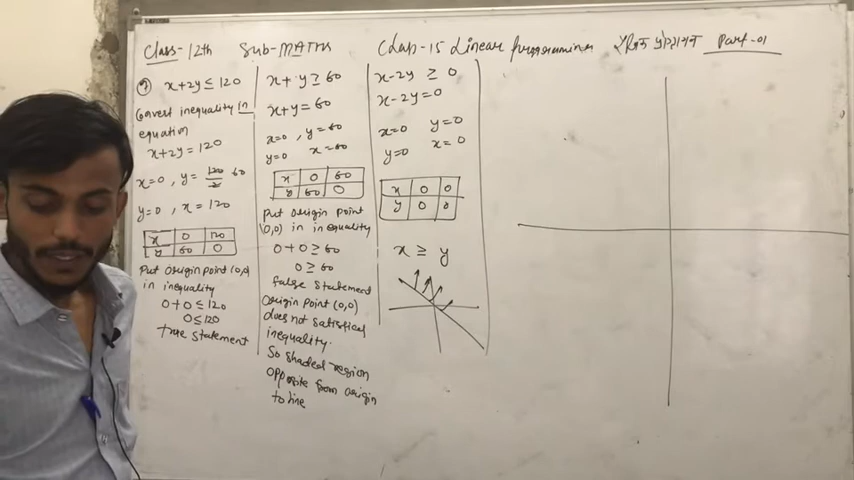 Class-12th Sub-MATHS Class-15 Linear Programming रैखिक प्रोग्रामन Part-01
7 x+2y ≤ 120
Convert inequality in
equation
x+2y = 120
x=0 , y= 120/2 60
y=0 , x = 120
x 0 120
y 60 0
Put origin point (0,0)
in inequality
0+0 ≤ 120
0 ≤ 120
true statement
x+y ≥ 60
x+y = 60
x=0 , y = 60
y=0 x = 60
x 0 60
y 60 0
Put origin point
(0,0) in inequality
0+0 ≥ 60
0 ≥ 60
false statement
Origin point (0,0)
does not satistical
inequality.
So shaded region
opposite from origin
to line
x-2y ≥ 0
x-2y=0
x=0 y=0
y=0 x=0
x 0 0
y 0 0
x ≥ y